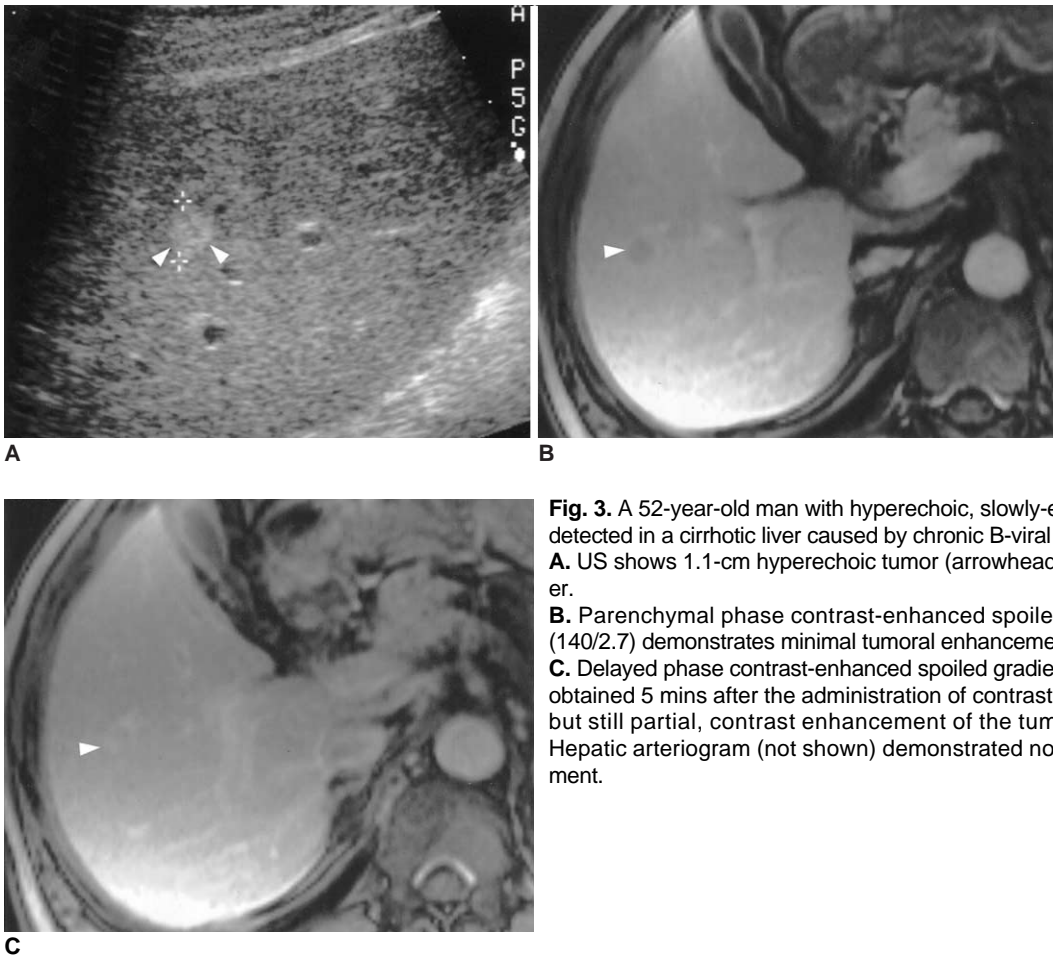 A
P
5
G
A
B
Fig. 3. A 52-year-old man with hyperechoic, slowly-e
detected in a cirrhotic liver caused by chronic B-viral
A. US shows 1.1-cm hyperechoic tumor (arrowhead
er.
B. Parenchymal phase contrast-enhanced spoile
(140/2.7) demonstrates minimal tumoral enhanceme
C. Delayed phase contrast-enhanced spoiled gradie
obtained 5 mins after the administration of contrast
but still partial, contrast enhancement of the tum
Hepatic arteriogram (not shown) demonstrated no
ment.
C